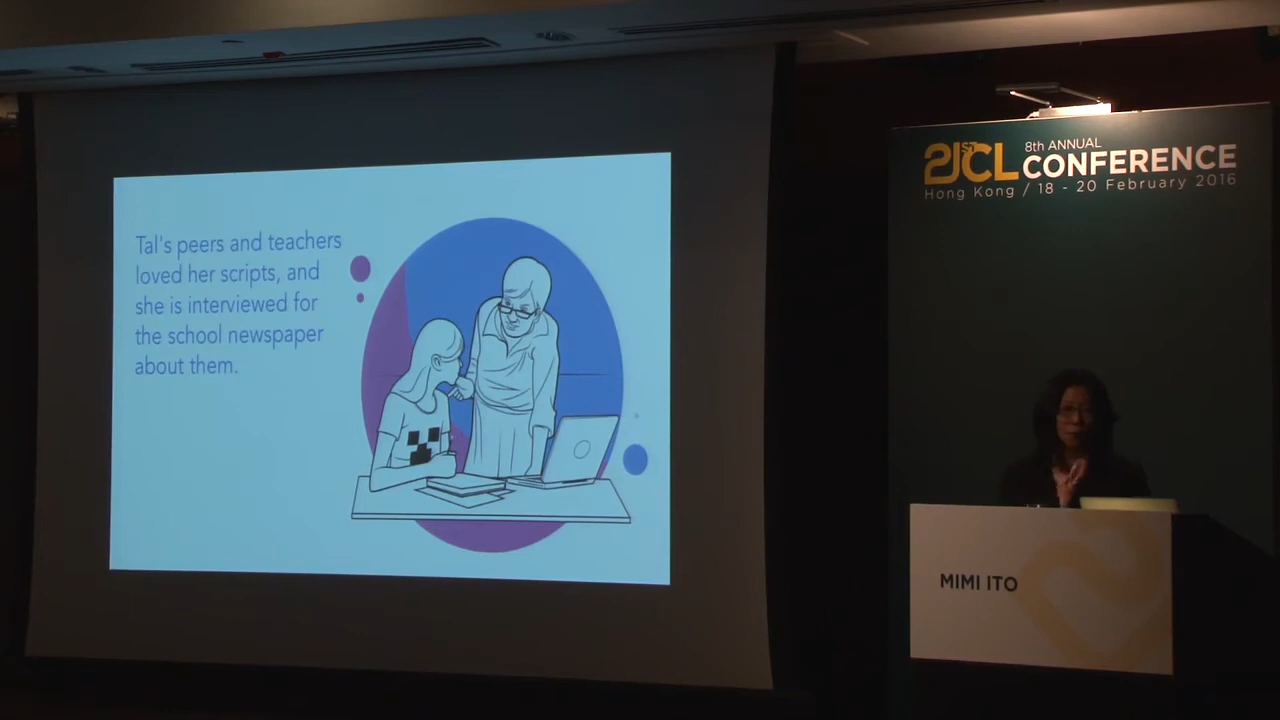 Tal's peers and teachers
loved her scripts, and
she is interviewed for
the school newspaper
about them.
21STCL
8th ANNUAL
CONFERENCE
Hong Kong / 18 - 20 February 2016
MIMI ITO